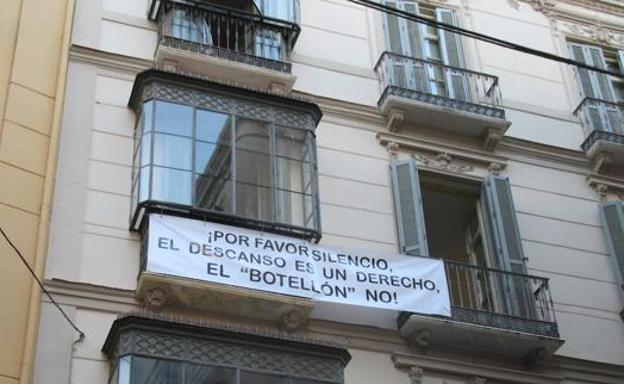 ¡POR FAVOR SILENCIO,
EL DESCANSO ES UN DERECHO,
EL “BOTELLÓN” NO!